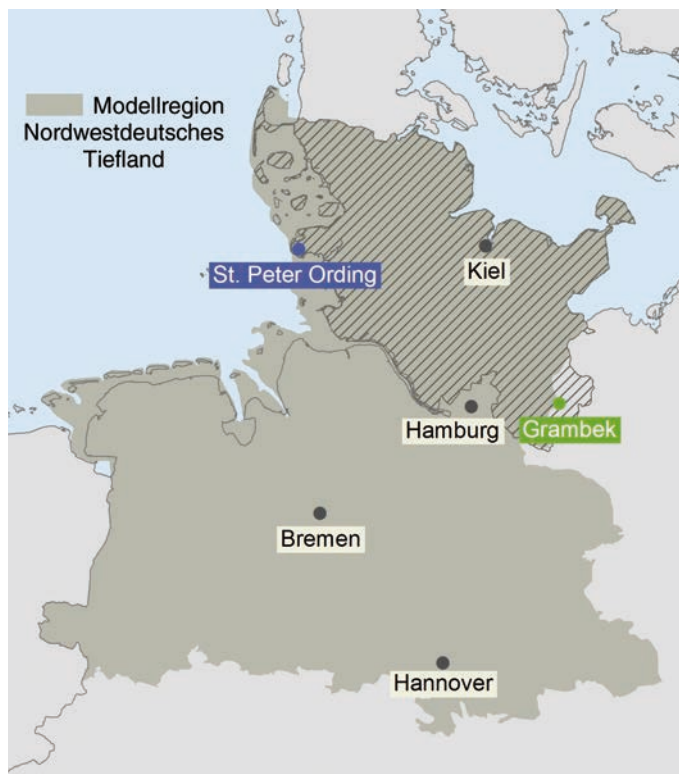 Modellregion
Nordwestdeutsches
Tiefland
St. Peter Ording
Kiel
Hamburg
Grambek
Bremen
Hannover